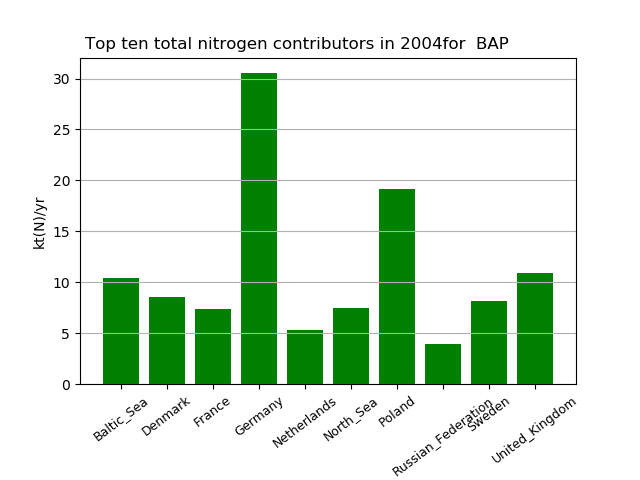 Top ten total nitrogen contributors in 2004for  BAP
30
25
20
15
10
5
0
kt(N)/yr
Baltic_Sea
Denmark
France
Germany
Netherlands
North_Sea
Poland
Russian_Federation
Sweden
United_Kingdom